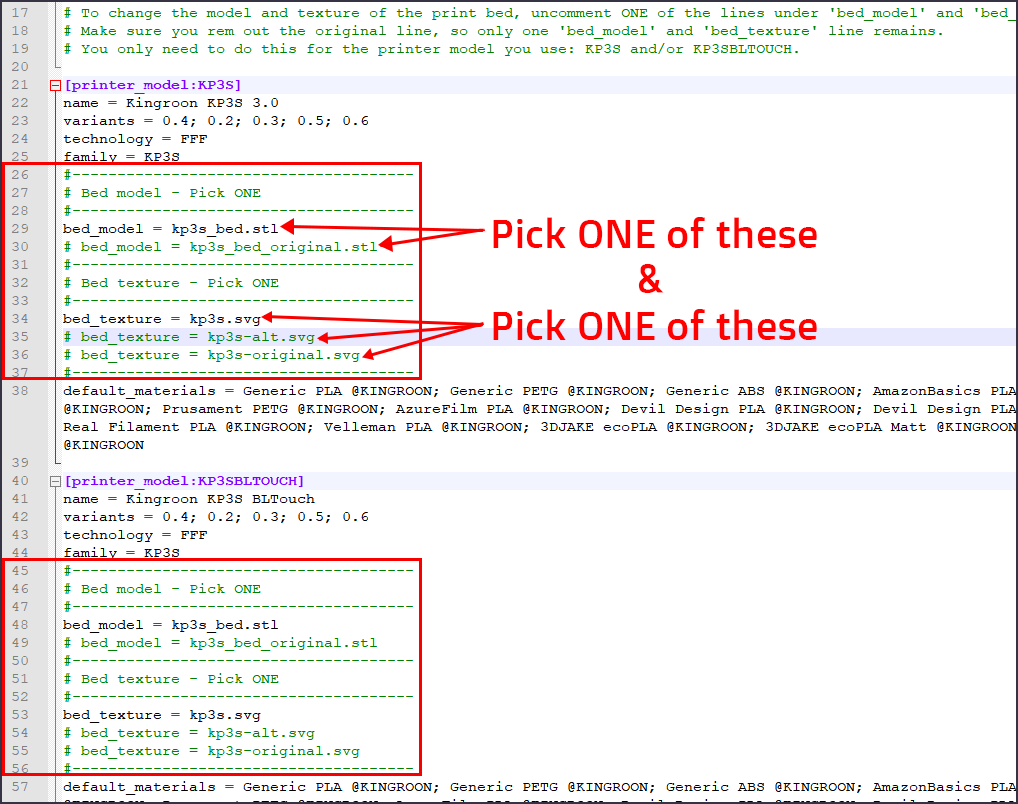 17 # To change the model and texture of the print bed, uncomment ONE of the lines under 'bed_model' and 'bed_
18 # Make sure you rem out the original line, so only one 'bed_model' and 'bed_texture' line remains.
19 # You only need to do this for the printer model you use: KP3S and/or KP3SBLTOUCH.
20
21 [printer_model:KP3S]
22 name = Kingroon KP3S 3.0
23 variants = 0.4; 0.2; 0.3; 0.5; 0.6
24 technology = FFF
25 family = KP3S
26 #--------------------------------------
27 # Bed model - Pick ONE
28 #--------------------------------------
29 bed_model = kp3s_bed.stl
30 # bed_model = kp3s_bed_original.stl
Pick ONE of these
31 #--------------------------------------
32 # Bed texture - Pick ONE
&
33 #--------------------------------------
34 bed_texture = kp3s.svg
35 # bed_texture = kp3s-alt.svg
Pick ONE of these
36 # bed_texture = kp3s-original.svg
37 #--------------------------------------
38 default_materials = Generic PLA @KINGROON; Generic PETG @KINGROON; Generic ABS @KINGROON; AmazonBasics PLA
@KINGROON; Prusament PETG @KINGROON; AzureFilm PLA @KINGROON; Devil Design PLA @KINGROON; Devil Design PLA
Real Filament PLA @KINGROON; Velleman PLA @KINGROON; 3DJAKE ecoPLA @KINGROON; 3DJAKE ecoPLA Matt @KINGROON
@KINGROON
39
40 [printer_model:KP3SBLTOUCH]
41 name = Kingroon KP3S BLTouch
42 variants = 0.4; 0.2; 0.3; 0.5; 0.6
43 technology = FFF
44 family = KP3S
45 #--------------------------------------
46 # Bed model - Pick ONE
47 #--------------------------------------
48 bed_model = kp3s_bed.stl
49 # bed_model = kp3s_bed_original.stl
50 #--------------------------------------
51 # Bed texture - Pick ONE
52 #--------------------------------------
53 bed_texture = kp3s.svg
54 # bed_texture = kp3s-alt.svg
55 # bed_texture = kp3s-original.svg
56 #--------------------------------------
57 default_materials = Generic PLA @KINGROON; Generic PETG @KINGROON; Generic ABS @KINGROON; AmazonBasics PLA